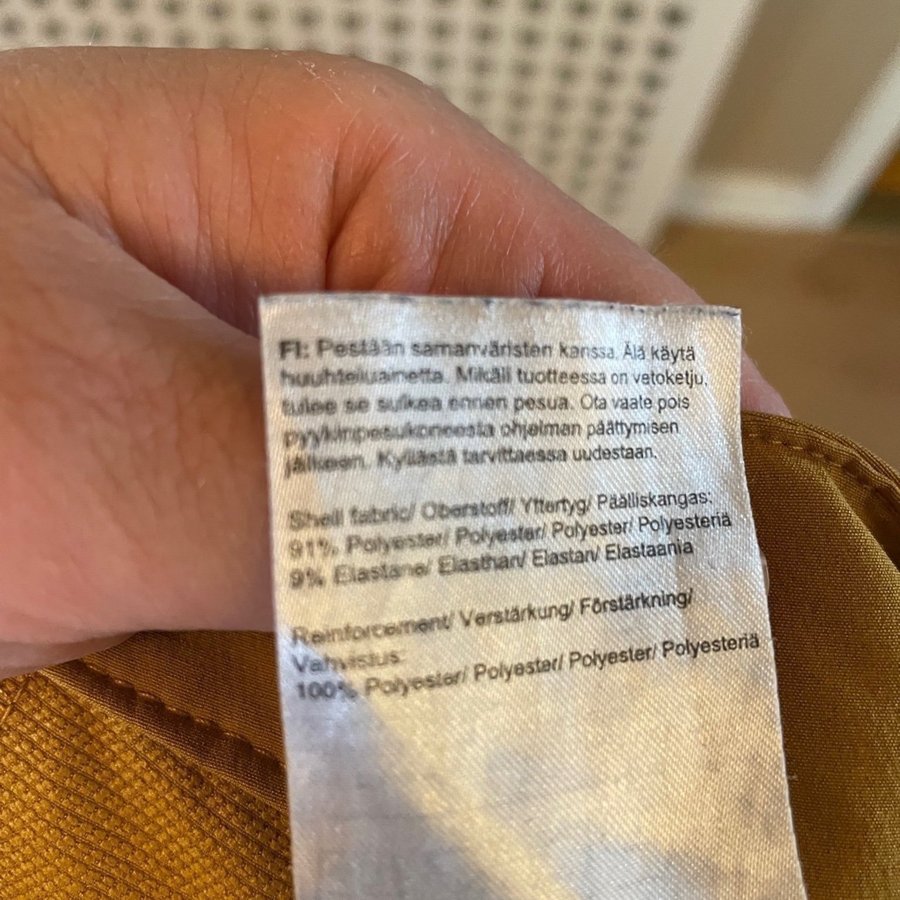 FI: Pestään samanväristen kanssa. Älä käytä
huuhteluainetta. Mikäli tuotteessa on vetoketju,
tulee se sulkea ennen pesua. Ota vaate pois
pyykinpesukoneesta ohjelman päättymisen
jälkeen. Kyllästä tarvittaessa uudestaan.
Shell fabric/ Oberstoff/ Yttertyg/ Päälliskangas:
91% Polyester/ Polyester/ Polyester/ Polyesteriä
9% Elastane/ Elasthan/ Elastan/ Elastaania
Reinforcement/ Verstärkung/ Förstärkning/
Vahvistus:
100% Polyester/ Polyester/ Polyester/ Polyesteriä